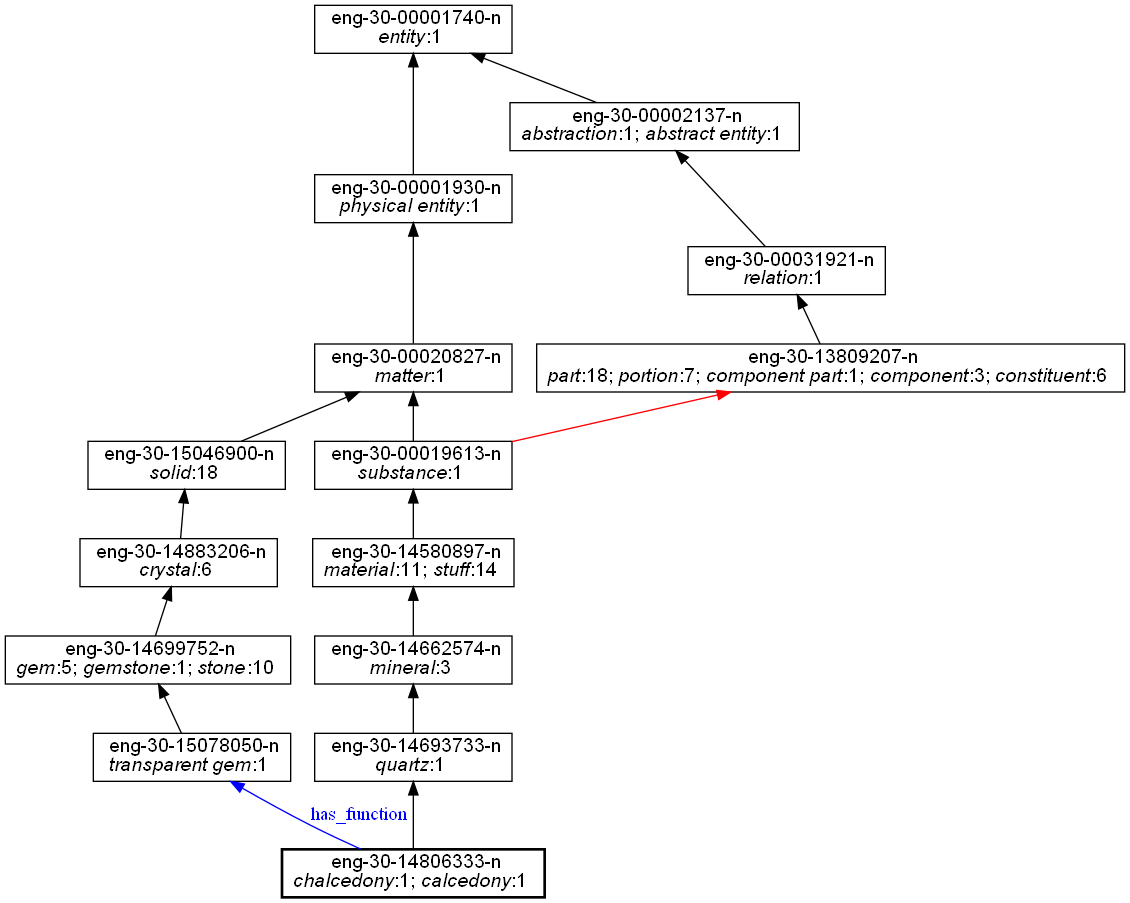 eng-30-00001740-n
entity:1
eng-30-00002137-n
abstraction:1; abstract entity:1
eng-30-00001930-n
physical entity:1
eng-30-00031921-n
relation:1
eng-30-00020827-n
matter:1
eng-30-13809207-n
part:18; portion:7; component part:1; component:3; constituent:6
eng-30-15046900-n
solid:18
eng-30-00019613-n
substance:1
eng-30-14883206-n
crystal:6
eng-30-14580897-n
material:11; stuff:14
eng-30-14699752-n
gem:5; gemstone:1; stone:10
eng-30-14662574-n
mineral:3
eng-30-15078050-n
transparent gem:1
eng-30-14693733-n
quartz:1
has_function
eng-30-14806333-n
chalcedony:1; calcedony:1